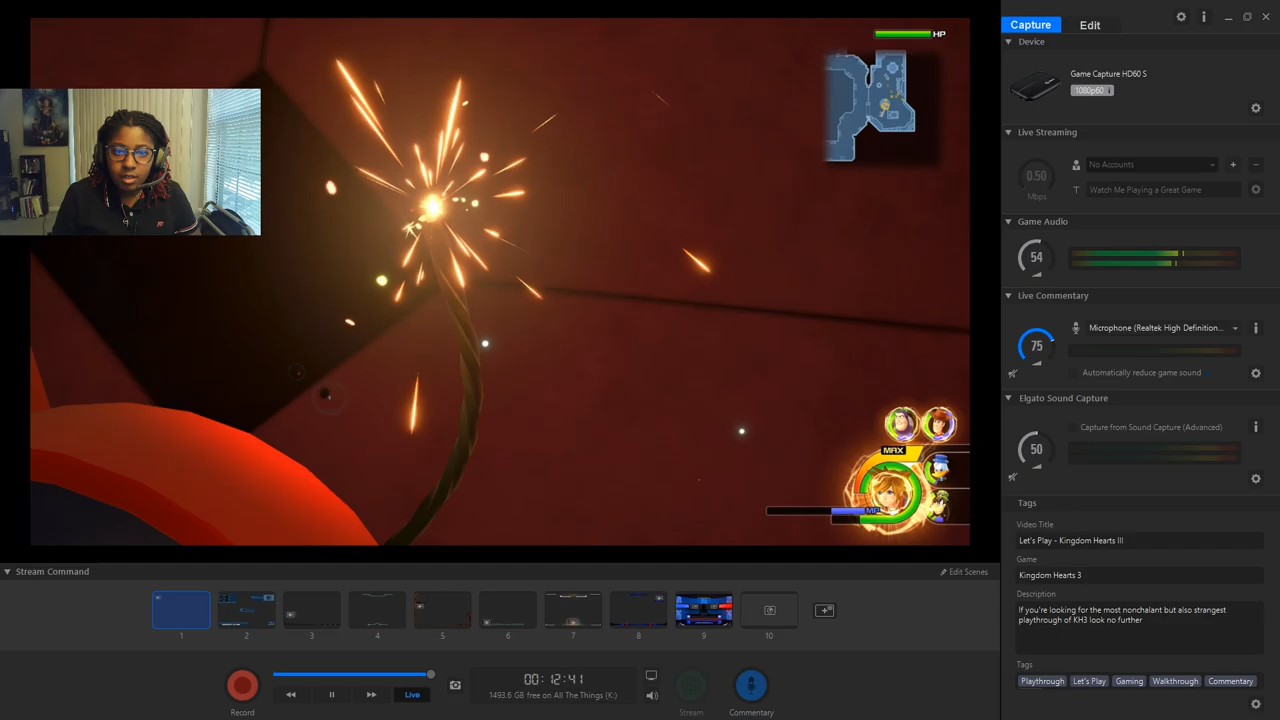 Capture
Edit
Device
Game Capture HD60 S
1080p60
Live Streaming
0.50
Mbps
No Accounts
T Watch Me Playing a Great Game
Game Audio
54
Live Commentary
75
Microphone (Realtek High Definition...
Automatically reduce game sound
Elgato Sound Capture
50
Capture from Sound Capture (Advanced)
Tags
Video Title
Let's Play - Kingdom Hearts III
Game
Kingdom Hearts 3
Description
If you're looking for the most nonchalant but also strangest
playthrough of KH3 look no further
Tags
Playthrough Let's Play Gaming Walkthrough Commentary
HP
MAX
MP
Stream Command
Edit Scenes
1 2 3 4 5 6 7 8 9 10
00:12:41
1493.6 GB free on All The Things (K:)
Live
Record
Stream
Commentary